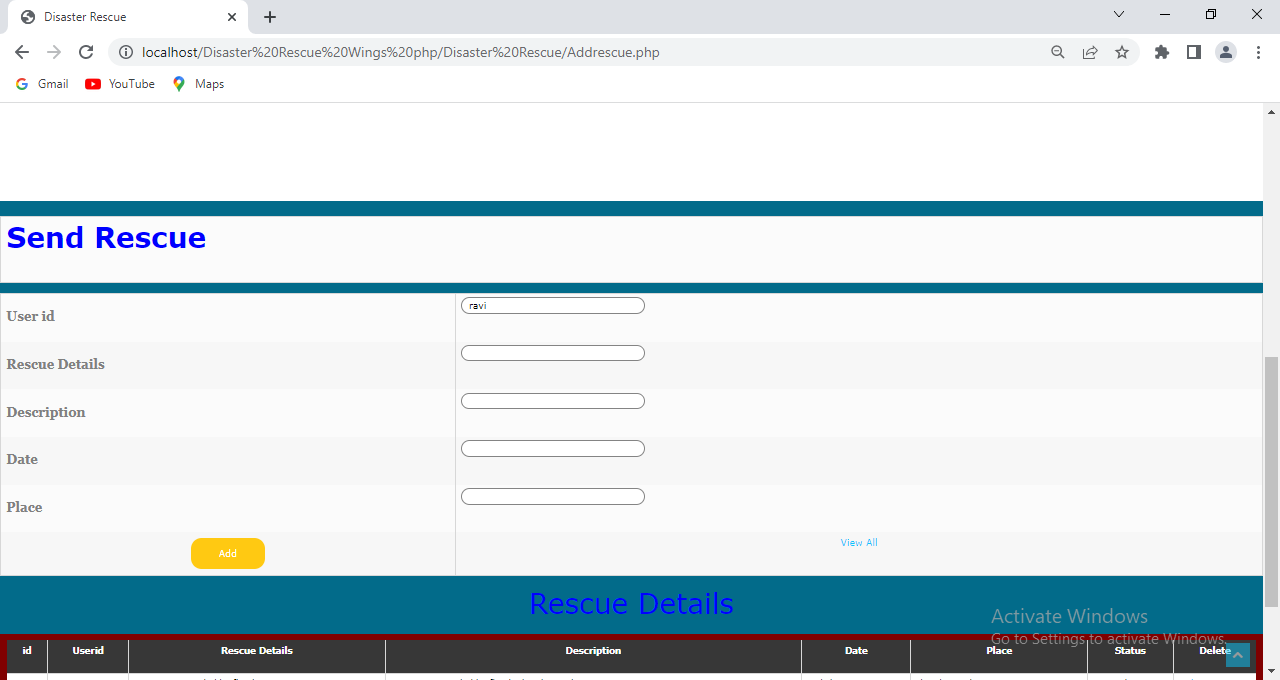 Disaster Rescue
localhost/Disaster%20Rescue%20Wings%20php/Disaster%20Rescue/Addrescue.php
Gmail YouTube Maps
Send Rescue
User id ravi
Rescue Details
Description
Date
Place
Add View All
Rescue Details
Activate Windows
Go to Settings to activate Windows.
id Userid Rescue Details Description Date Place Status Delete